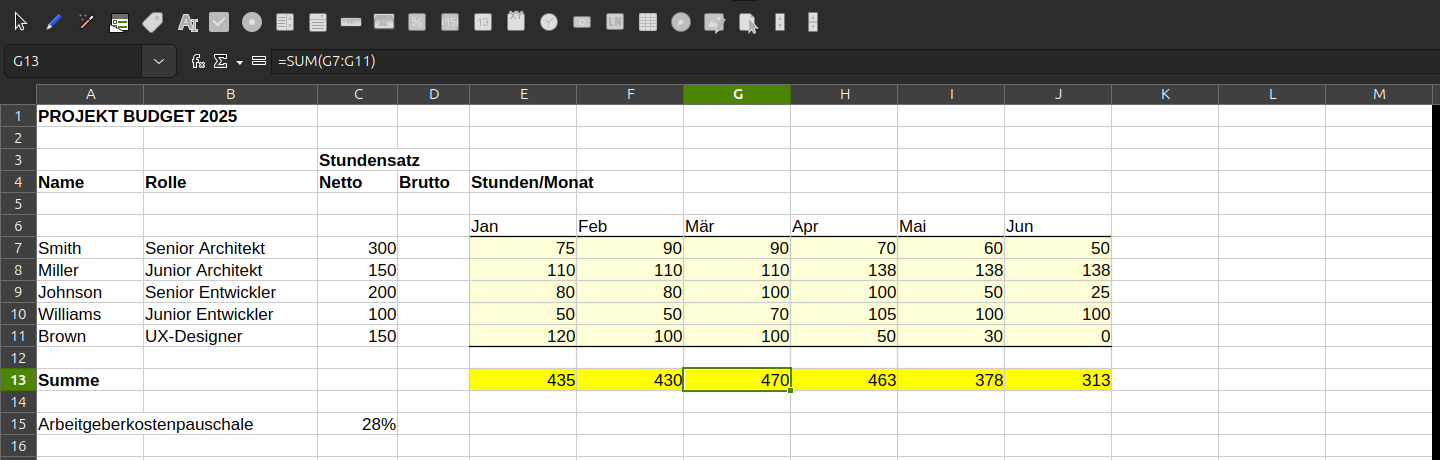 XY
%
13
LN
G13 =SUM(G7:G11)
A B C D E F G H I J K L M
1 PROJEKT BUDGET 2025
2
3 Stundensatz
4 Name Rolle Netto Brutto Stunden/Monat
5
6 Jan Feb Mär Apr Mai Jun
7 Smith Senior Architekt 300 75 90 90 70 60 50
8 Miller Junior Architekt 150 110 110 110 138 138 138
9 Johnson Senior Entwickler 200 80 80 100 100 50 25
10 Williams Junior Entwickler 100 50 50 70 105 100 100
11 Brown UX-Designer 150 120 100 100 50 30 0
12
13 Summe 435 430 470 463 378 313
14
15 Arbeitgeberkostenpauschale 28%
16